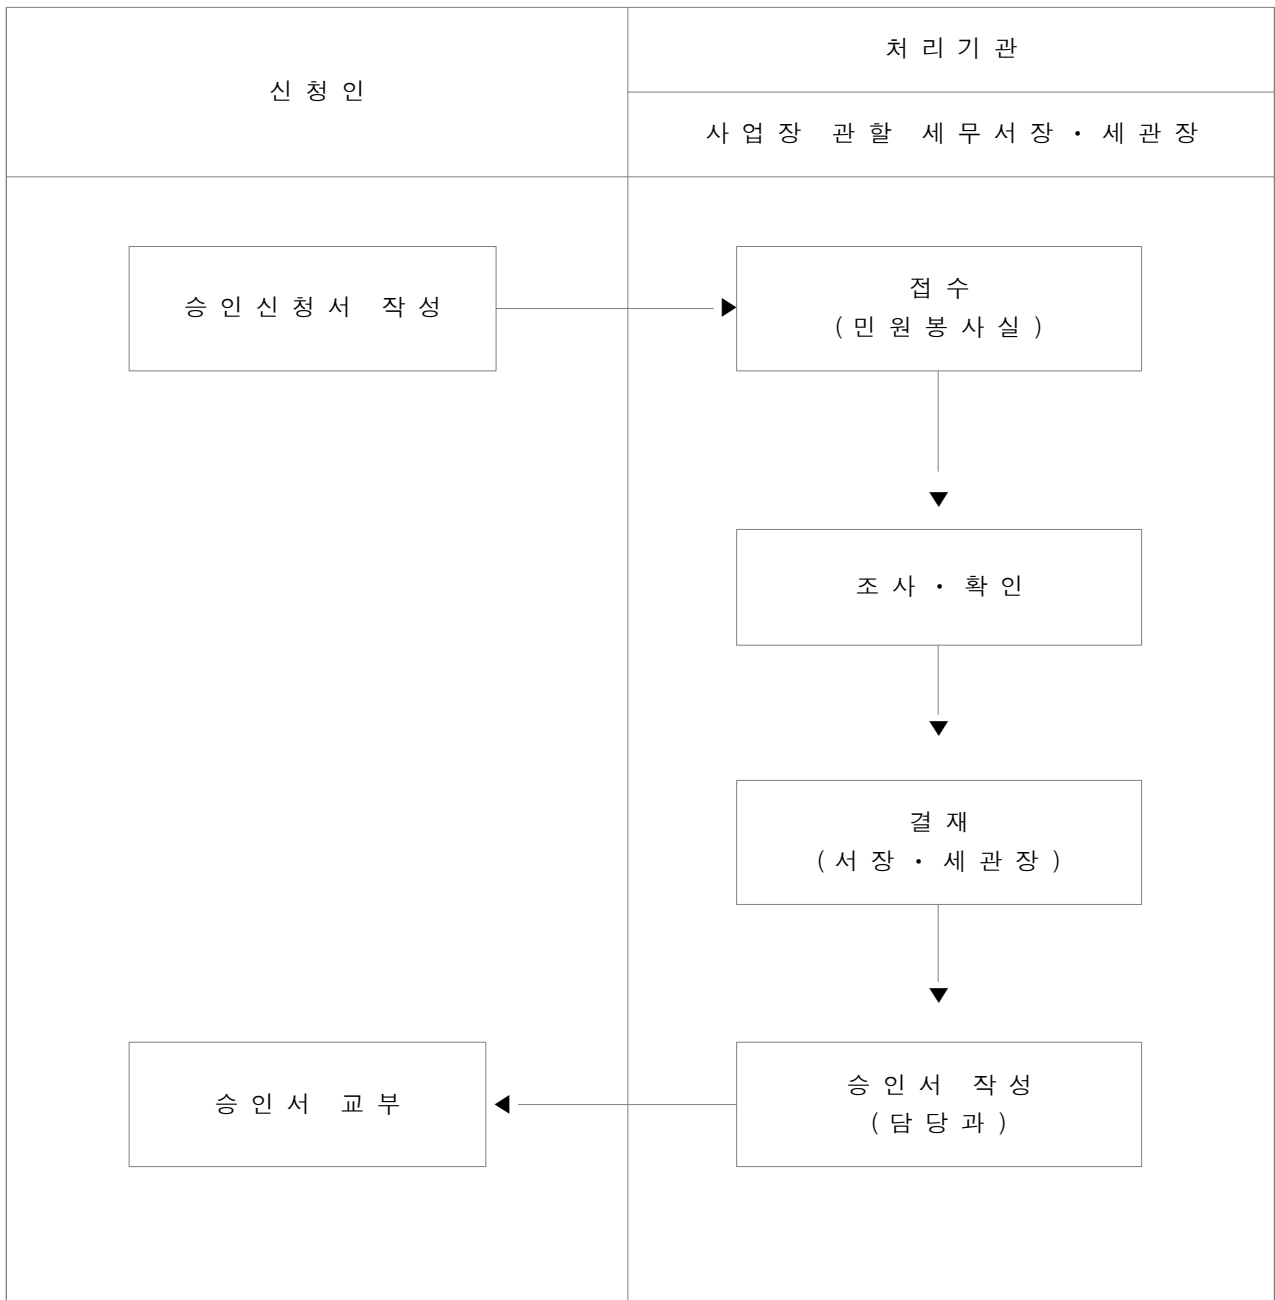 신청인
처리기관
사업장 관할 세무서장・세관장
승인신청서 작성
접수
(민원봉사실)
조사・확인
결재
(서장・세관장)
승인서 작성
(담당과)
승인서 교부